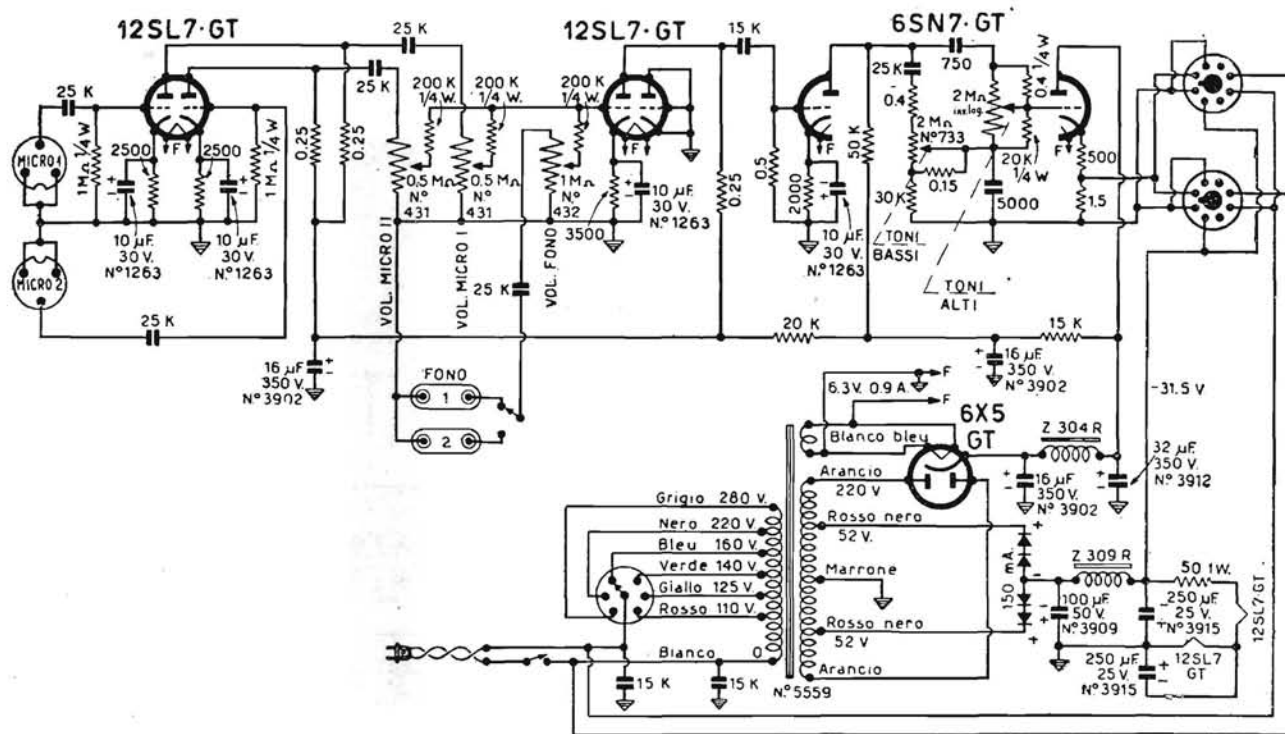 12SL7·GT
12SL7·GT
6SN7·GT
25 K
MICRO 1
MICRO 2
1 MΩ 1/4 W
2500
2500
F
1 MΩ 1/4 W
10 µF.
30 V.
N°1263
10 µF.
30 V.
N°1263
25 K
0.25
0.25
16 µF
350 V.
N°3902
25 K
25 K
200 K
1/4 W.
200 K
1/4 W.
200 K
1/4 W.
0.5 MΩ
N°
431
0.5 MΩ
N°
431
1 MΩ
N°
432
VOL. MICRO II
VOL. MICRO I
VOL. FONO
25 K
FONO
1
2
F
3500
10 µF
30 V.
N°1263
0.25
15 K
0.5
F
2000
10 µF
30 V.
N°1263
50 K
25 K
0.4
2 MΩ
N°733
0.15
30 K
TONI
BASSI
750
2 MΩ
0.4 1/4 W
20 K
1/4 W
5000
TONI
ALTI
F
500
1.5
20 K
15 K
16 µF.
350 V.
N°3902
-31.5 V
6.3 V. 0.9 A.
F
F
6X5
GT
Bianco bleu
Z 304 R
16 µF
350 V.
N° 3902
32 µF.
350 V.
N° 3912
Arancio
220 V
Rosso nero
52 V.
Marrone
Rosso nero
52 V
Arancio
Grigio 280 V.
Nero 220 V.
Bleu 160 V.
Verde 140 V.
Giallo 125 V.
Rosso 110 V.
Bianco 0
15 K
15 K
N°5559
150 mA.
Z 309 R
100 µF
50 V.
N°3909
50 1W.
250 µF.
25 V.
N°3915
250 µF.
25 V.
N°3915
12SL7
GT
12SL7·GT